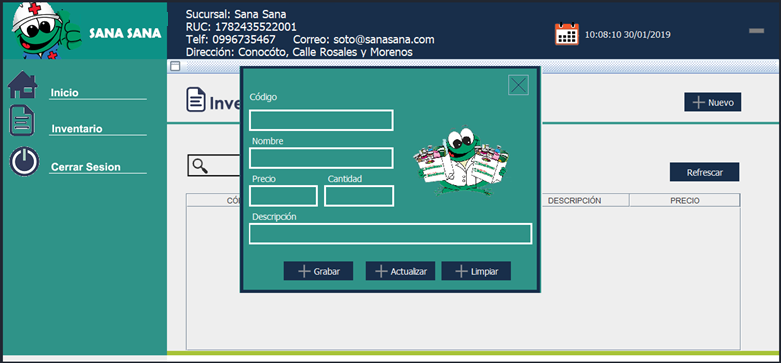 SANA SANA
Sucursal: Sana Sana
RUC: 1782435522001
Telf: 0996735467 Correo: soto@sanasana.com
Dirección: Conocóto, Calle Rosales y Morenos
10:08:10 30/01/2019
Inicio
Inventario
Cerrar Sesion
Inve
Nuevo
Refrescar
CÓ
DESCRIPCIÓN
PRECIO
Código
Nombre
Precio Cantidad
Descripción
Grabar Actualizar Limpiar